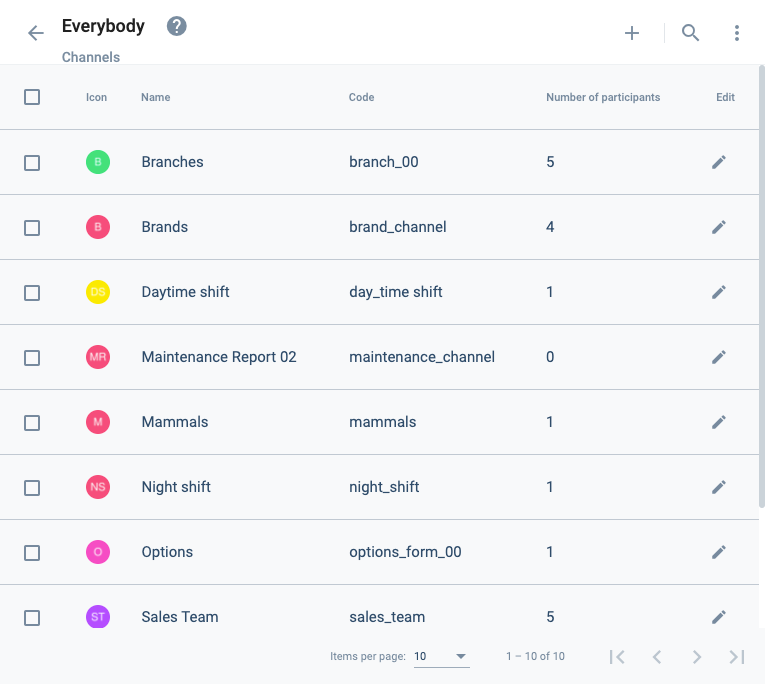 Everybody
?
Channels
Icon Name Code Number of participants Edit
B Branches branch_00 5
B Brands brand_channel 4
DS Daytime shift day_time shift 1
MR Maintenance Report 02 maintenance_channel 0
M Mammals mammals 1
NS Night shift night_shift 1
O Options options_form_00 1
ST Sales Team sales_team 5
Items per page: 10 1 – 10 of 10